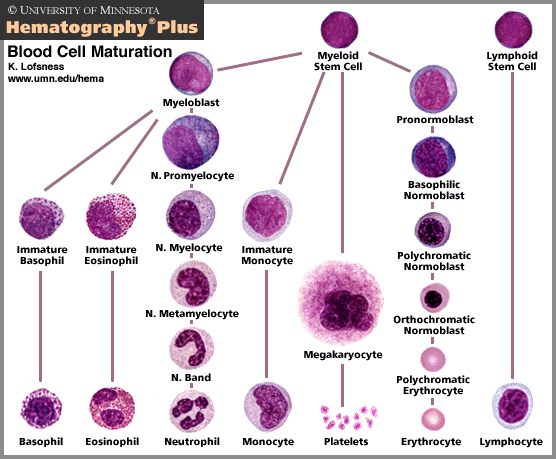 © UNIVERSITY OF MINNESOTA
Hematography® Plus
Blood Cell Maturation
K. Lofsness
www.umn.edu/hema
Myeloid
Stem Cell
Lymphoid
Stem Cell
Myeloblast
Pronormoblast
N. Promyelocyte
Basophilic
Normoblast
Immature
Basophil
Immature
Eosinophil
N. Myelocyte
Immature
Monocyte
Polychromatic
Normoblast
N. Metamyelocyte
Orthochromatic
Normoblast
Megakaryocyte
N. Band
Polychromatic
Erythrocyte
Basophil
Eosinophil
Neutrophil
Monocyte
Platelets
Erythrocyte
Lymphocyte